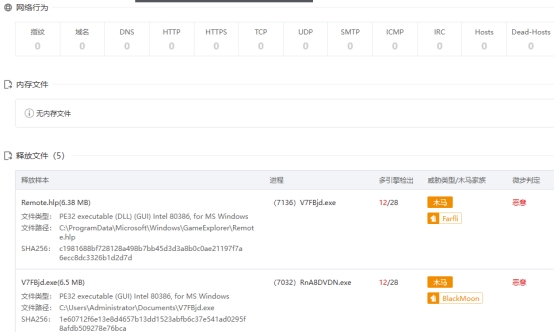 网络行为
指纹 域名 DNS HTTP HTTPS TCP UDP SMTP ICMP IRC Hosts Dead-Hosts
0 0 0 0 0 0 0 0 0 0 0 0
内存文件
无内存文件
释放文件（5）
释放样本 进程 多引擎检出 威胁类型/木马家族 微步判定
Remote.hlp(6.38 MB) （7136）V7FBjd.exe 12/28 木马 恶意
文件类型： PE32 executable (DLL) (GUI) Intel 80386, for MS Windows Farfli
文件路径： C:\ProgramData\Microsoft\Windows\GameExplorer\Remot
e.hlp
SHA256： c1981688bf728128a498b7bb45d3d3a8b0c0ae21197f7a
6ecc8dc3326b1d2d7d
V7FBjd.exe(6.5 MB) （7032）RnA8DVDN.exe 12/28 木马 恶意
文件类型： PE32 executable (GUI) Intel 80386, for MS Windows BlackMoon
文件路径： C:\Users\Administrator\Documents\V7FBjd.exe
SHA256： 1e60712f6e13e8d4657b13dd1523abfb6c37e541ad0295f
8afdb509278e76bca